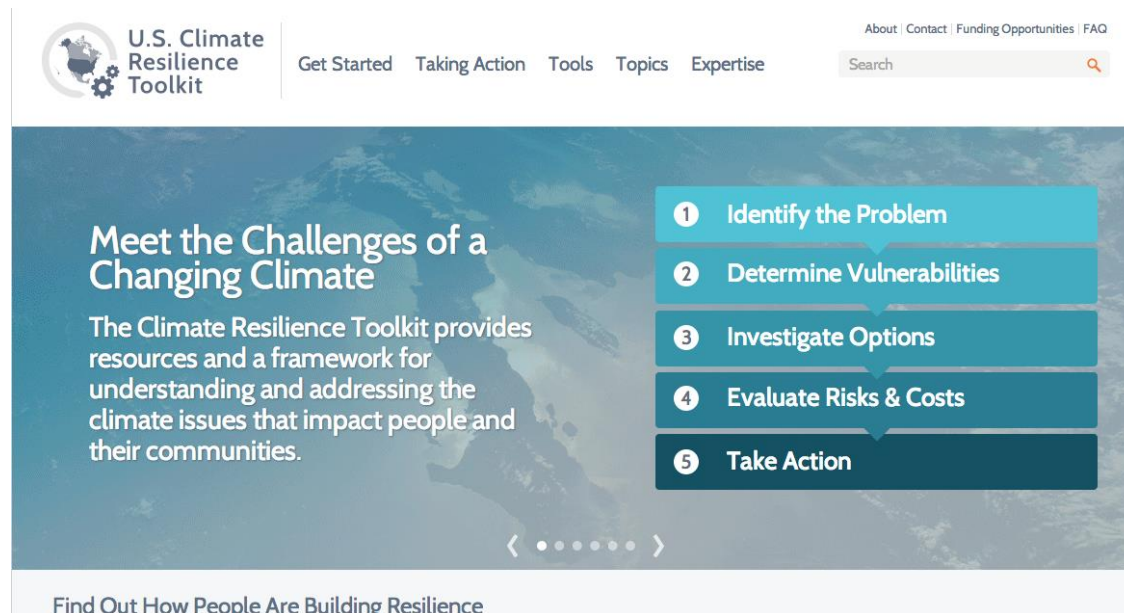 About | Contact | Funding Opportunities | FAQ
U.S. Climate
Resilience
Toolkit
Get Started Taking Action Tools Topics Expertise
Search
Meet the Challenges of a
Changing Climate
The Climate Resilience Toolkit provides
resources and a framework for
understanding and addressing the
climate issues that impact people and
their communities.
1 Identify the Problem
2 Determine Vulnerabilities
3 Investigate Options
4 Evaluate Risks & Costs
5 Take Action
Find Out How People Are Building Resilience